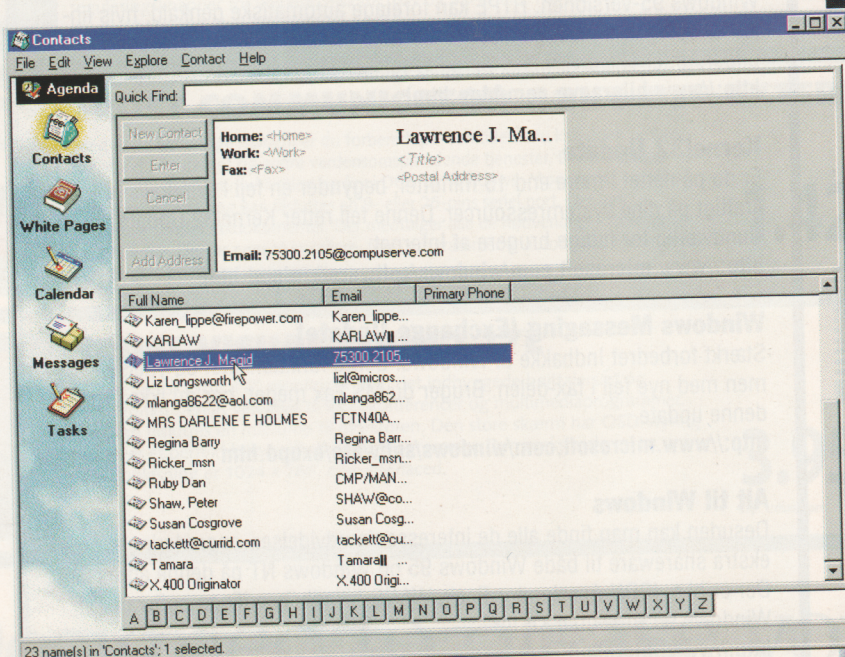 Contacts
File Edit View Explore Contact Help
Agenda
Quick Find:
Contacts
White Pages
Calendar
Messages
Tasks
New Contact
Enter
Cancel
Add Address
Home: <Home>
Work: <Work>
Fax: <Fax>
Lawrence J. Ma...
<Title>
<Postal Address>
Email: 75300.2105@compuserve.com
Full Name Email Primary Phone
Karen_lippe@firepower.com Karen_lippe...
KARLAW KARLAW|| ...
Lawrence J. Magid 75300.2105...
Liz Longsworth lizl@micros...
mlanga8622@aol.com mlanga862...
MRS DARLENE E HOLMES FCTN40A...
Regina Barry Regina Barr...
Ricker_msn Ricker_msn...
Ruby Dan CMP/MAN...
Shaw, Peter SHAW@co...
Susan Cosgrove Susan Cosg...
tackett@currid.com tackett@cu...
Tamara Tamara|| ...
X.400 Originator X.400 Origi...
A B C D E F G H I J K L M N O P Q R S T U V W X Y Z
23 name(s) in 'Contacts'; 1 selected.